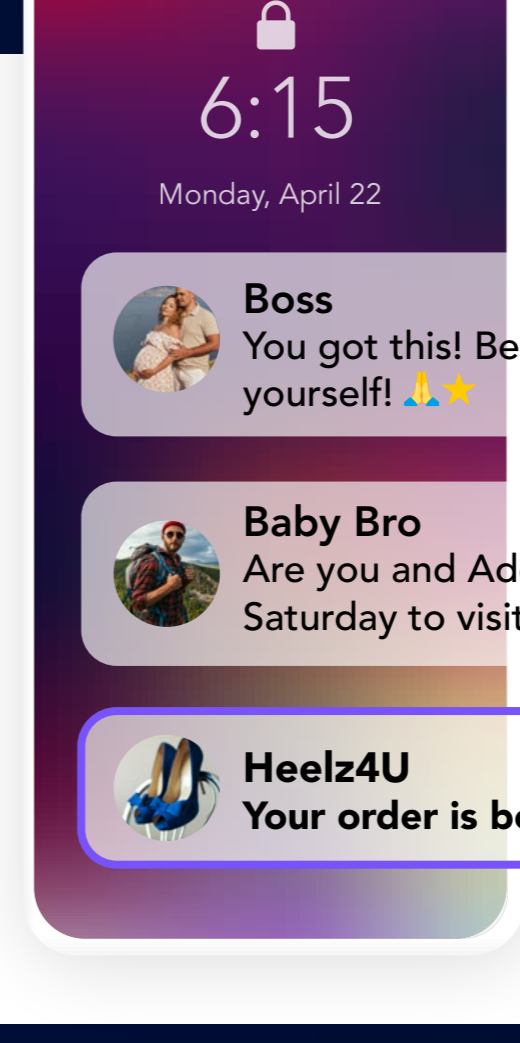 6:15
Monday, April 22
Boss
You got this! Be
yourself! 🙏⭐
Baby Bro
Are you and Ad
Saturday to visit
Heelz4U
Your order is b